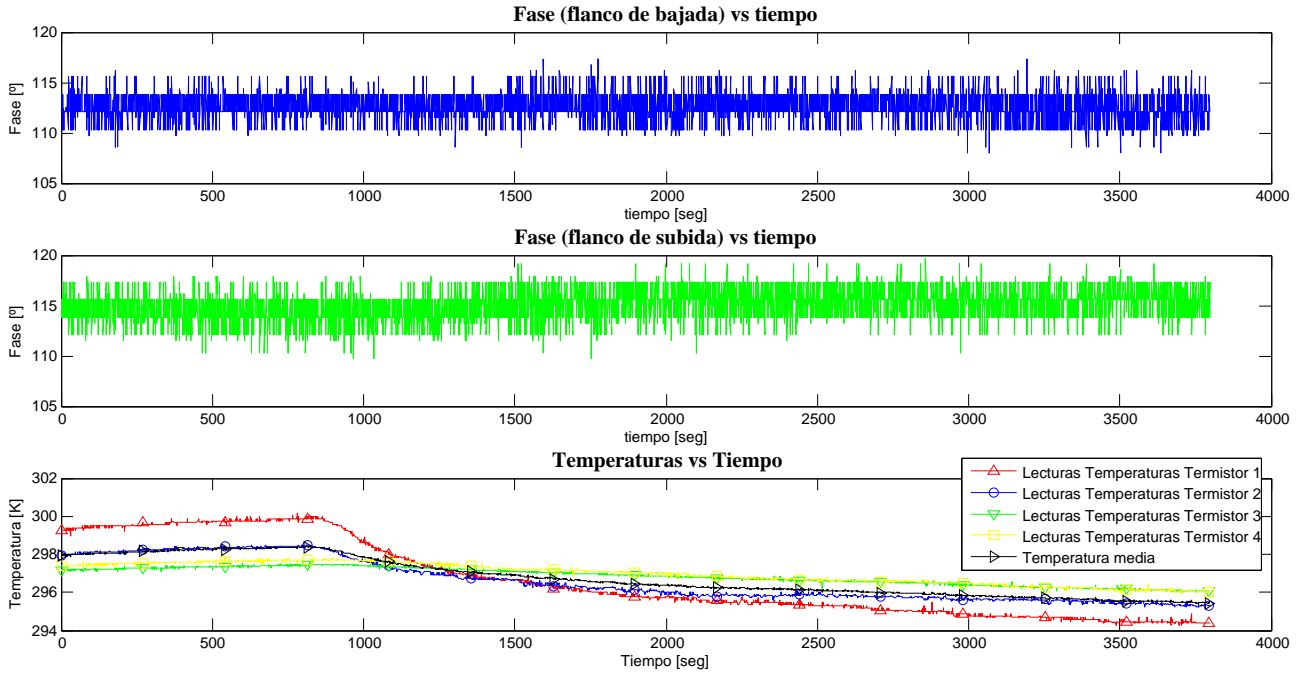 Fase (flanco de bajada) vs tiempo
120
115
110
105
Fase [º]
0 500 1000 1500 2000 2500 3000 3500 4000
tiempo [seg]
Fase (flanco de subida) vs tiempo
120
115
110
105
Fase [º]
0 500 1000 1500 2000 2500 3000 3500 4000
tiempo [seg]
Temperaturas vs Tiempo
302
300
298
296
294
Temperatura [K]
Lecturas Temperaturas Termistor 1
Lecturas Temperaturas Termistor 2
Lecturas Temperaturas Termistor 3
Lecturas Temperaturas Termistor 4
Temperatura media
0 500 1000 1500 2000 2500 3000 3500 4000
Tiempo [seg]